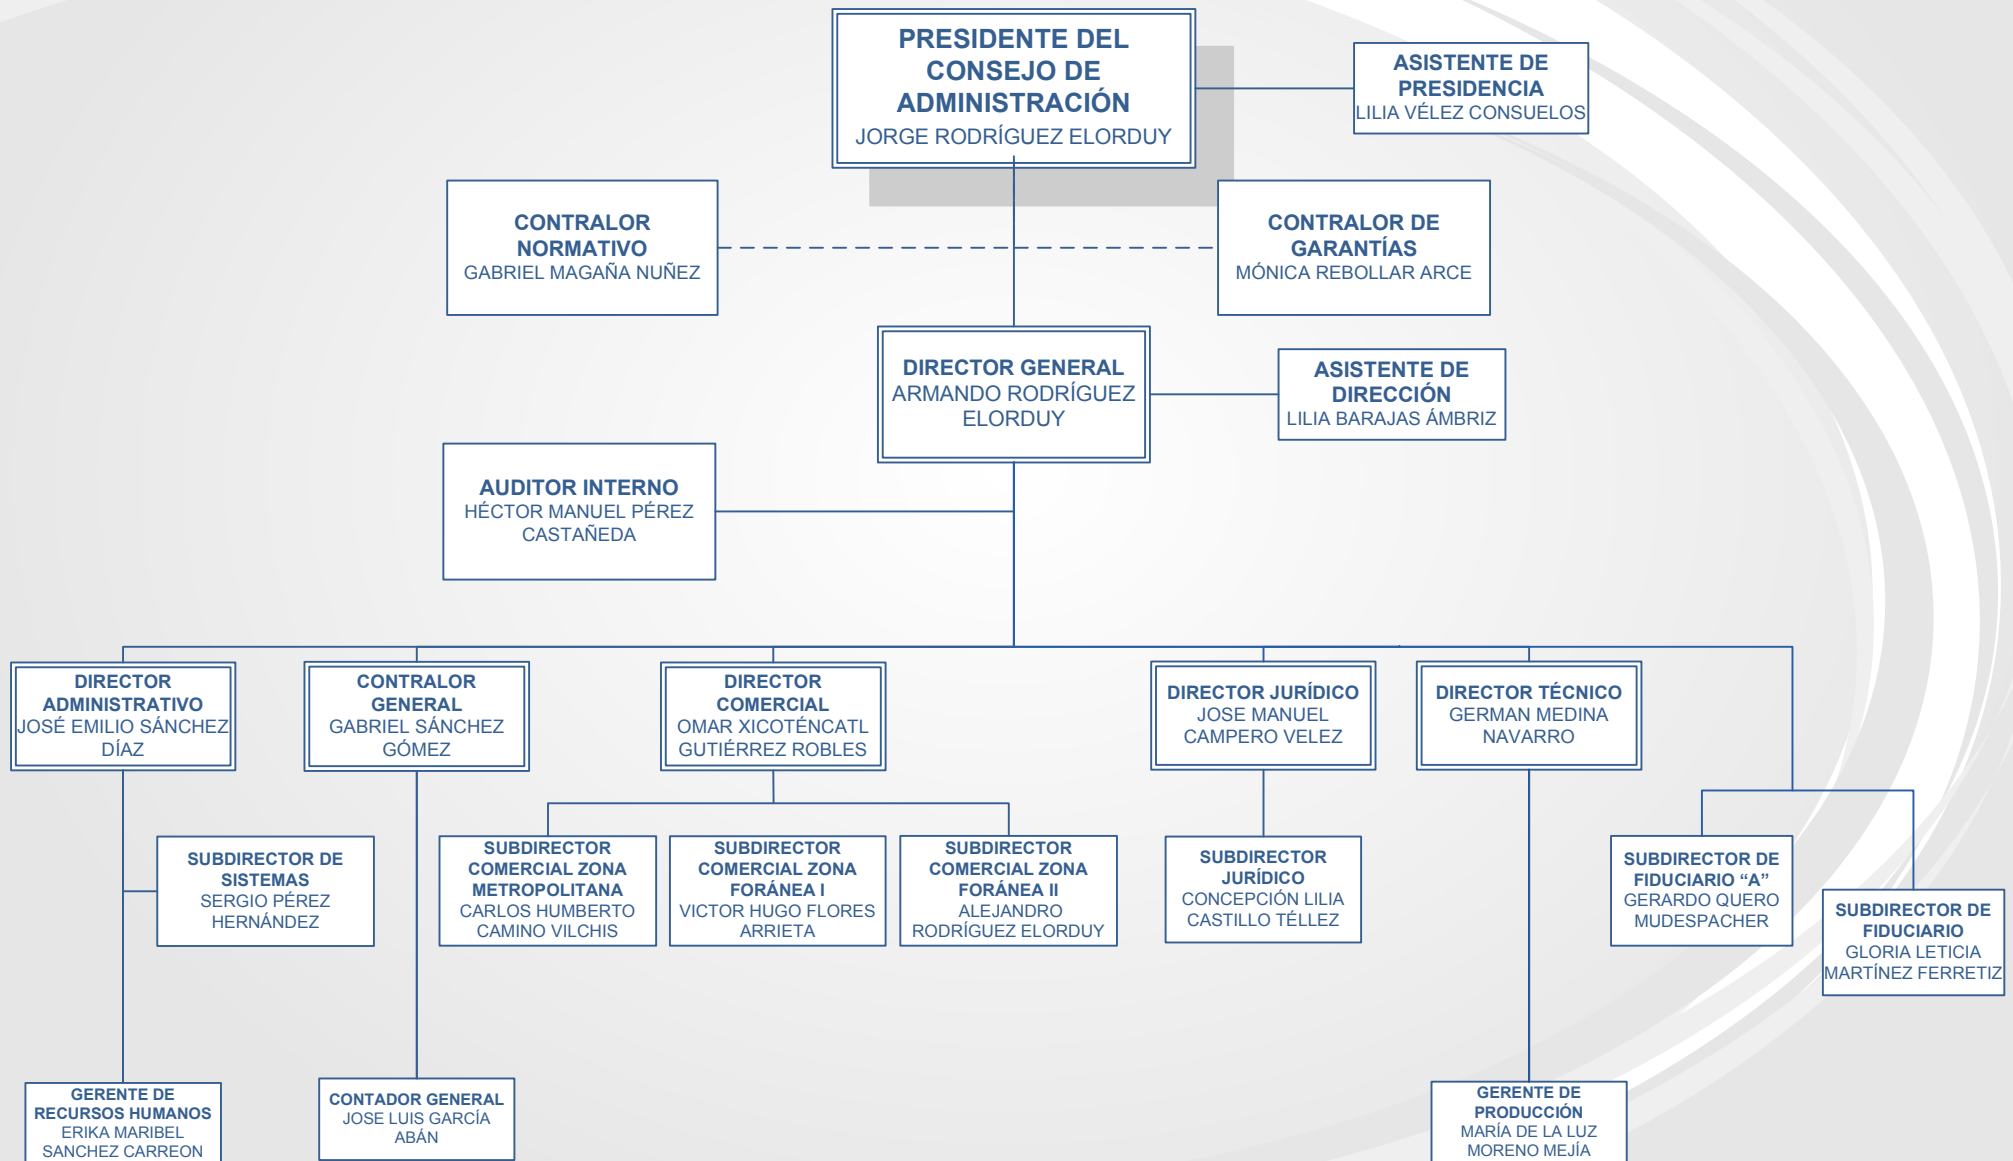 PRESIDENTE DEL
CONSEJO DE
ADMINISTRACIÓN
JORGE RODRÍGUEZ ELORDUY
ASISTENTE DE
PRESIDENCIA
LILIA VÉLEZ CONSUELOS
CONTRALOR
NORMATIVO
GABRIEL MAGAÑA NUÑEZ
CONTRALOR DE
GARANTÍAS
MÓNICA REBOLLAR ARCE
DIRECTOR GENERAL
ARMANDO RODRÍGUEZ
ELORDUY
ASISTENTE DE
DIRECCIÓN
LILIA BARAJAS ÁMBRIZ
AUDITOR INTERNO
HÉCTOR MANUEL PÉREZ
CASTAÑEDA
DIRECTOR
ADMINISTRATIVO
JOSÉ EMILIO SÁNCHEZ
DÍAZ
CONTRALOR
GENERAL
GABRIEL SÁNCHEZ
GÓMEZ
DIRECTOR
COMERCIAL
OMAR XICOTÉNCATL
GUTIÉRREZ ROBLES
DIRECTOR JURÍDICO
JOSE MANUEL
CAMPERO VELEZ
DIRECTOR TÉCNICO
GERMAN MEDINA
NAVARRO
SUBDIRECTOR DE
SISTEMAS
SERGIO PÉREZ
HERNÁNDEZ
SUBDIRECTOR
COMERCIAL ZONA
METROPOLITANA
CARLOS HUMBERTO
CAMINO VILCHIS
SUBDIRECTOR
COMERCIAL ZONA
FORÁNEA I
VICTOR HUGO FLORES
ARRIETA
SUBDIRECTOR
COMERCIAL ZONA
FORÁNEA II
ALEJANDRO
RODRÍGUEZ ELORDUY
SUBDIRECTOR
JURÍDICO
CONCEPCIÓN LILIA
CASTILLO TÉLLEZ
SUBDIRECTOR DE
FIDUCIARIO “A”
GERARDO QUERO
MUDESPACHER
SUBDIRECTOR DE
FIDUCIARIO
GLORIA LETICIA
MARTÍNEZ FERRETIZ
GERENTE DE
RECURSOS HUMANOS
ERIKA MARIBEL
SANCHEZ CARREON
CONTADOR GENERAL
JOSE LUIS GARCÍA
ABÁN
GERENTE DE
PRODUCCIÓN
MARÍA DE LA LUZ
MORENO MEJÍA